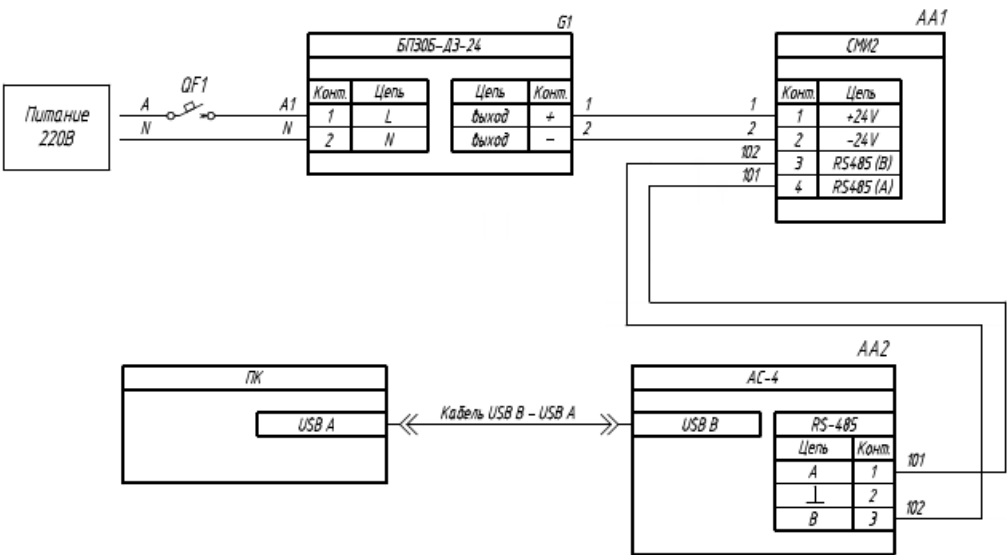 G1
AA1
БП30Б-Д3-24
СМИ2
QF1
Питание
220В
A
N
A1
N
Конт. Цепь
1 L
2 N
Цепь Конт.
выход +
выход −
1
2
1
2
102
101
Конт. Цепь
1 +24V
2 -24V
3 RS485 (B)
4 RS485 (A)
AA2
ПК
АС-4
USB A
Кабель USB B - USB A
USB B
RS-485
Цепь Конт.
A 1
⊥ 2
B 3
101
102